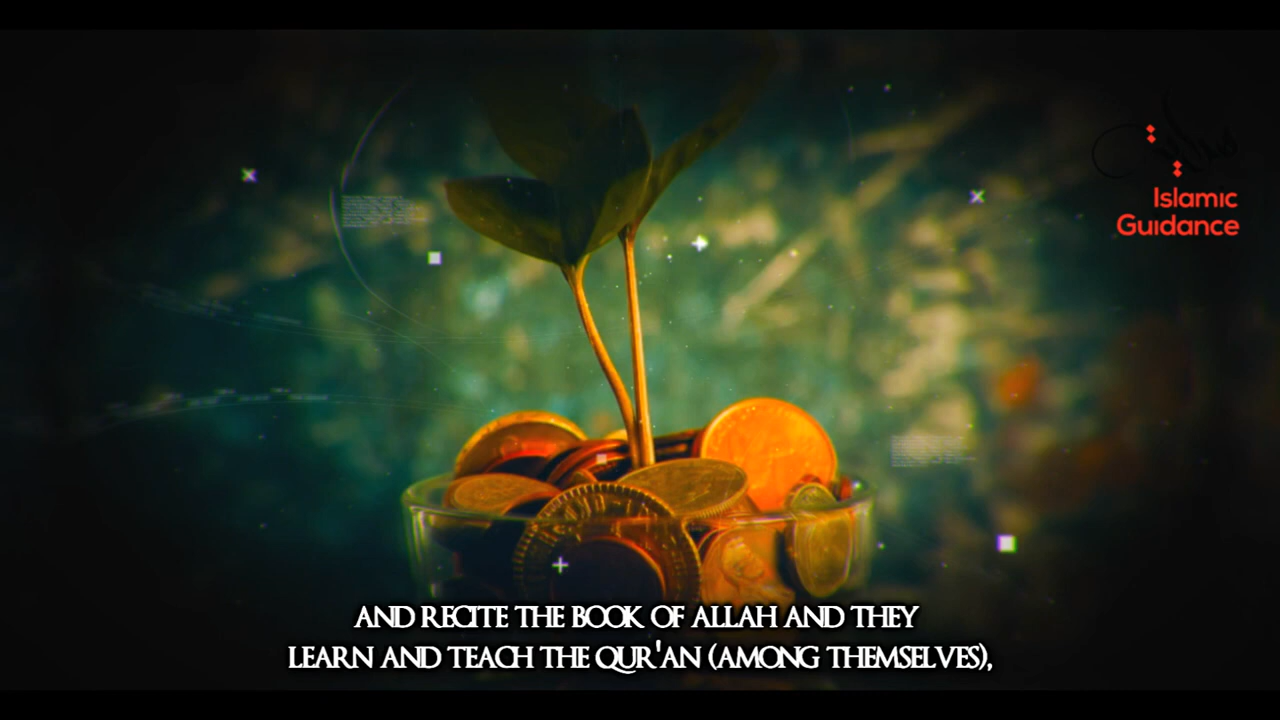 Islamic
Guidance
AND RECITE THE BOOK OF ALLAH AND THEY
LEARN AND TEACH THE QUR'AN (AMONG THEMSELVES),